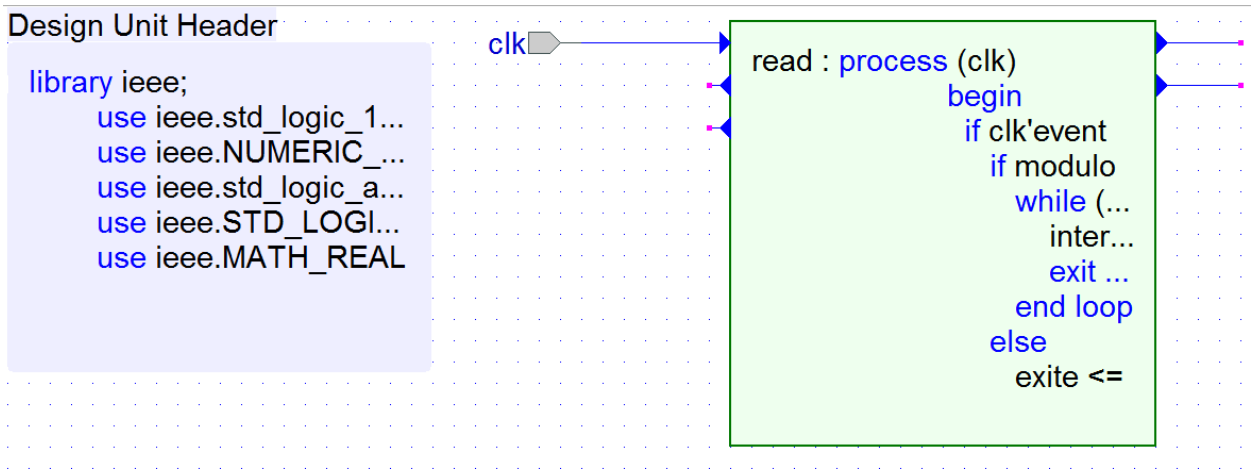 Design Unit Header
library ieee;
use ieee.std_logic_1...
use ieee.NUMERIC_...
use ieee.std_logic_a...
use ieee.STD_LOGI...
use ieee.MATH_REAL
clk
read : process (clk)
begin
if clk'event
if modulo
while (...
inter...
exit ...
end loop
else
exite <=